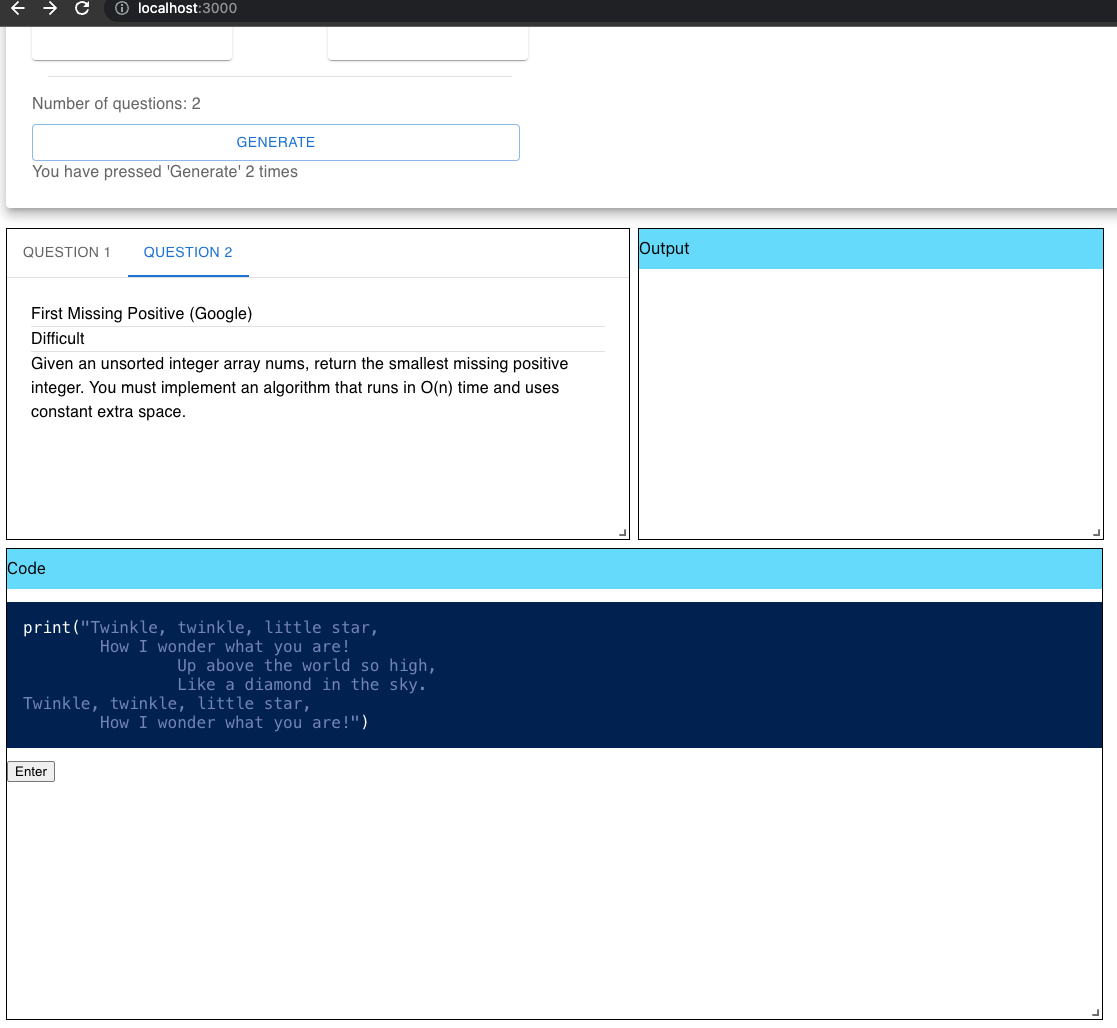 localhost:3000
Number of questions: 2
GENERATE
You have pressed 'Generate' 2 times
QUESTION 1 QUESTION 2
First Missing Positive (Google)
Difficult
Given an unsorted integer array nums, return the smallest missing positive
integer. You must implement an algorithm that runs in O(n) time and uses
constant extra space.
Output
Code
print("Twinkle, twinkle, little star,
        How I wonder what you are!
                Up above the world so high,
                Like a diamond in the sky.
Twinkle, twinkle, little star,
        How I wonder what you are!")
Enter